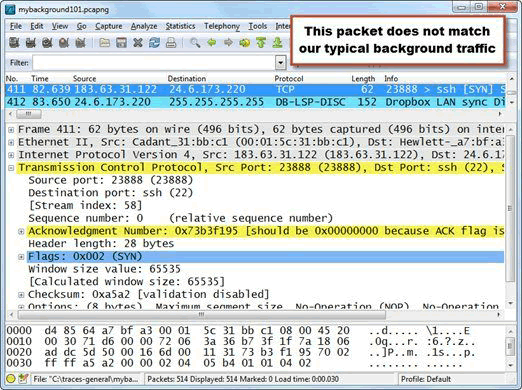 mybackground101.pcapng
File Edit View Go Capture Analyze Statistics Telephony Tools
This packet does not match
our typical background traffic
Filter:
No. Time Source Destination Protocol Length Info
411 82.639 183.63.31.122 24.6.173.220 TCP 62 23888 > ssh [SYN] S
412 83.650 24.6.173.220 255.255.255.255 DB-LSP-DISC 152 Dropbox LAN sync Di
Frame 411: 62 bytes on wire (496 bits), 62 bytes captured (496 bits) on inter
Ethernet II, Src: Cadant_31:bb:c1 (00:01:5c:31:bb:c1), Dst: Hewlett-_a7:bf:a3
Internet Protocol Version 4, Src: 183.63.31.122 (183.63.31.122), Dst: 24.6.1
Transmission Control Protocol, Src Port: 23888 (23888), Dst Port: ssh (22), S
Source port: 23888 (23888)
Destination port: ssh (22)
[Stream index: 58]
Sequence number: 0 (relative sequence number)
Acknowledgment Number: 0x73b3f195 [should be 0x00000000 because ACK flag is
Header length: 28 bytes
Flags: 0x002 (SYN)
Window size value: 65535
[Calculated window size: 65535]
Checksum: 0xa5a2 [validation disabled]
Options: (8 bytes), Maximum segment size, No-Operation (NOP), No-Operation
0000 d4 85 64 a7 bf a3 00 01 5c 31 bb c1 08 00 45 20 ..d..... \1....E
0010 00 30 71 d6 00 00 72 06 3a 36 b7 3f 1f 7a 18 06 .0q...r. :6.?.z..
0020 ad dc 5d 50 00 16 6d 00 11 31 73 b3 f1 95 70 02 ..]P..m. .1s...p.
0030 ff ff a5 a2 00 00 02 04 05 b4 01 01 04 02
File: "C:\traces-general\myba... Packets: 514 Displayed: 514 Marked: 0 Load time: 0:00.030 Profile: Default